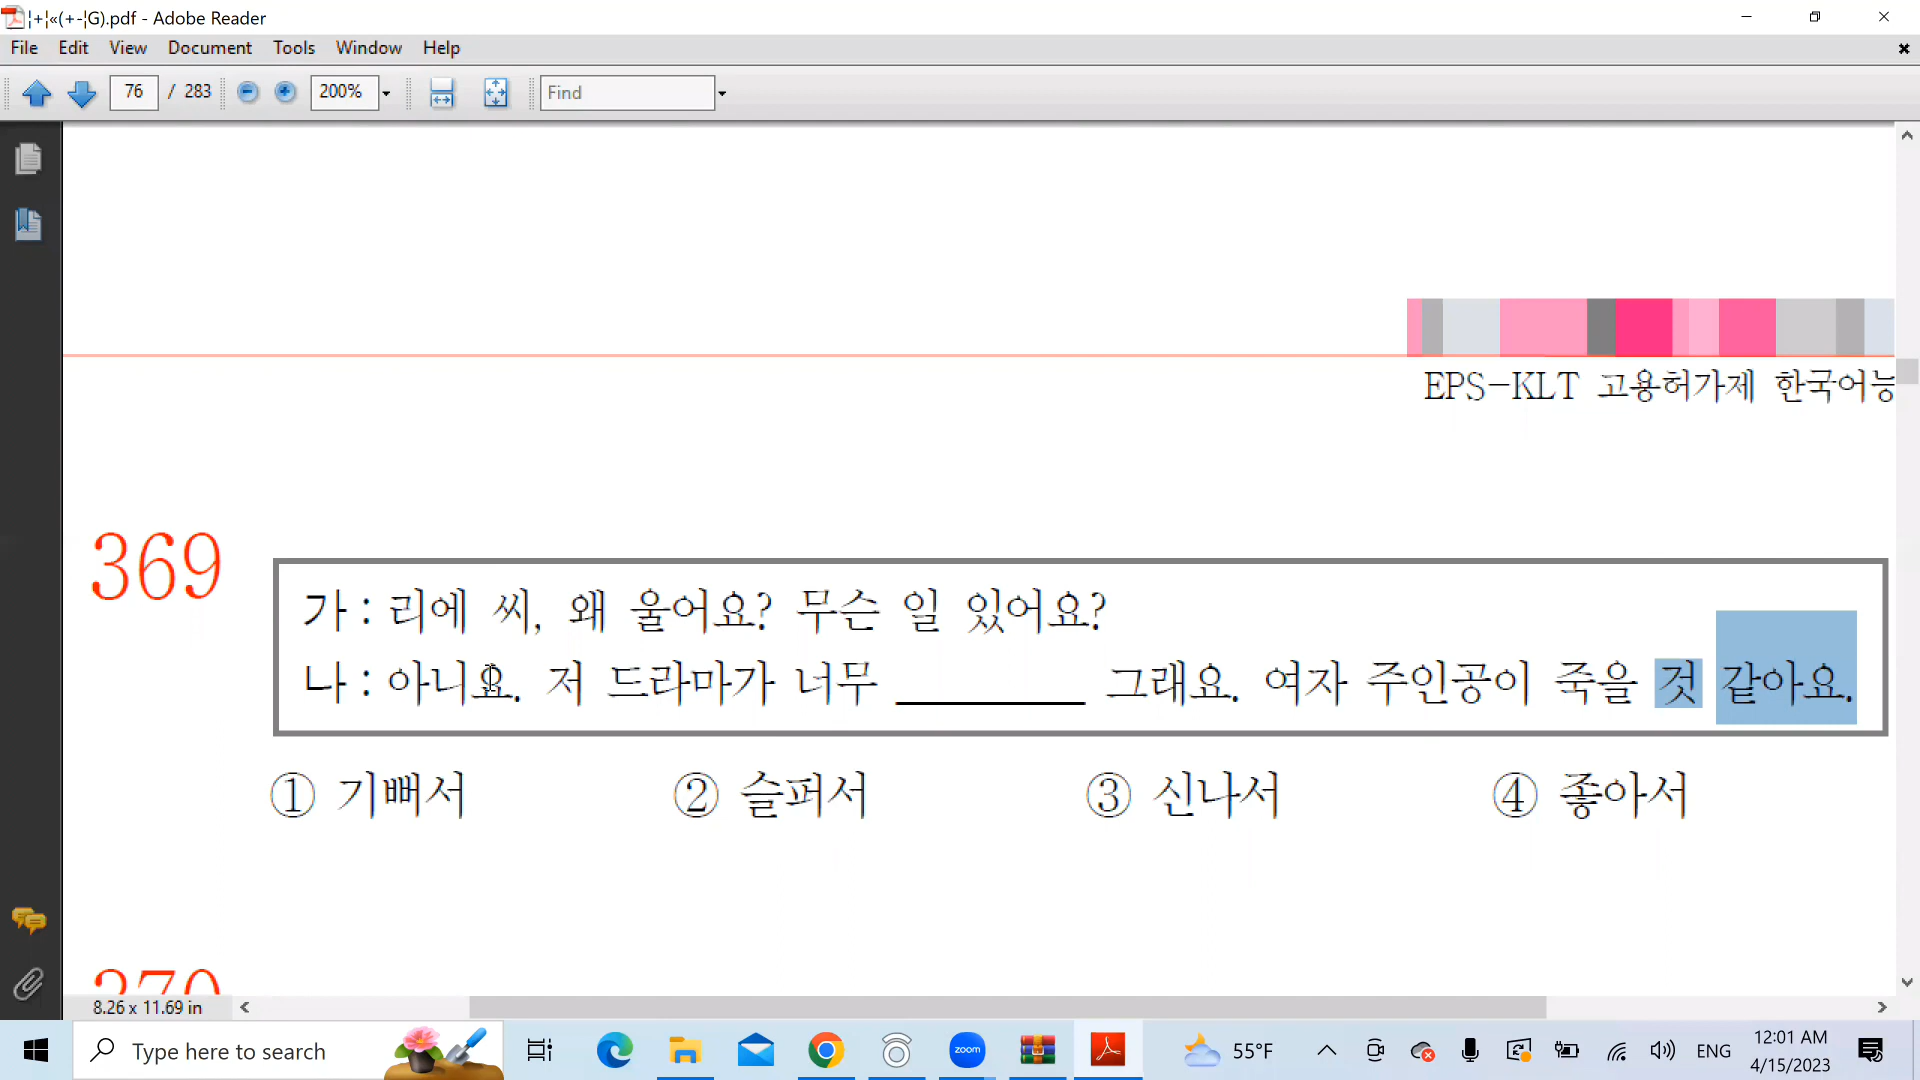 ¦+¦«(+-¦G).pdf - Adobe Reader
File Edit View Document Tools Window Help
76 / 283 200% Find
EPS-KLT 고용허가제 한국어능
369
가 : 리에 씨, 왜 울어요? 무슨 일 있어요?
나 : 아니요. 저 드라마가 너무 ________ 그래요. 여자 주인공이 죽을 것 같아요.
① 기뻐서 ② 슬퍼서 ③ 신나서 ④ 좋아서
8.26 x 11.69 in
Type here to search zoom 55°F ENG 12:01 AM
4/15/2023